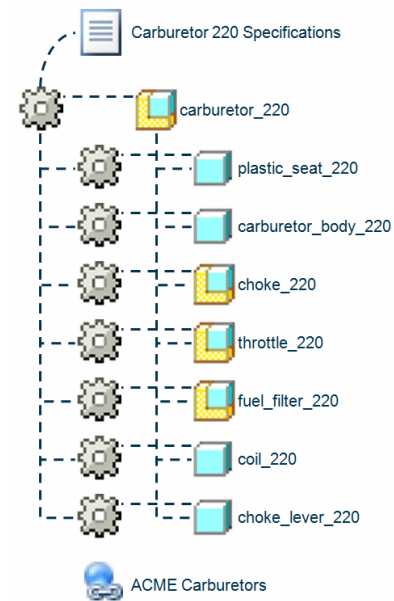 Carburetor 220 Specifications
carburetor_220
plastic_seat_220
carburetor_body_220
choke_220
throttle_220
fuel_filter_220
coil_220
choke_lever_220
ACME Carburetors